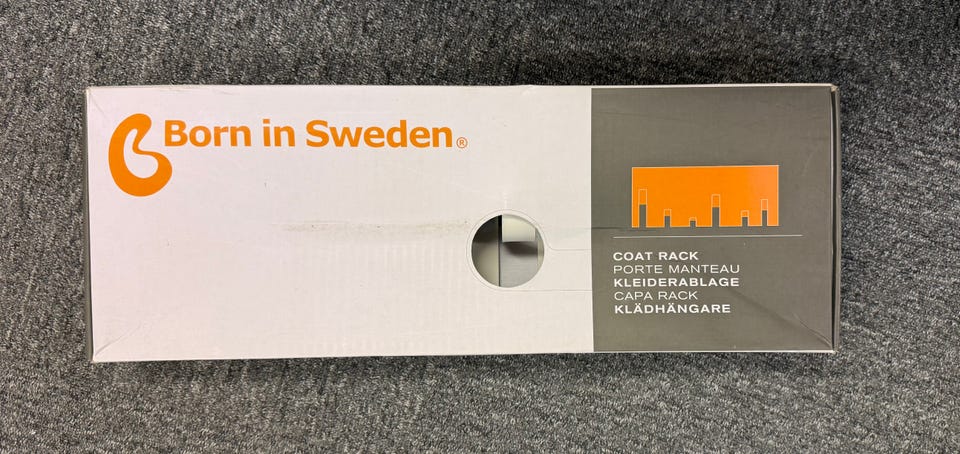 Born in Sweden®
COAT RACK
PORTE MANTEAU
KLEIDERABLAGE
CAPA RACK
KLÄDHÄNGARE